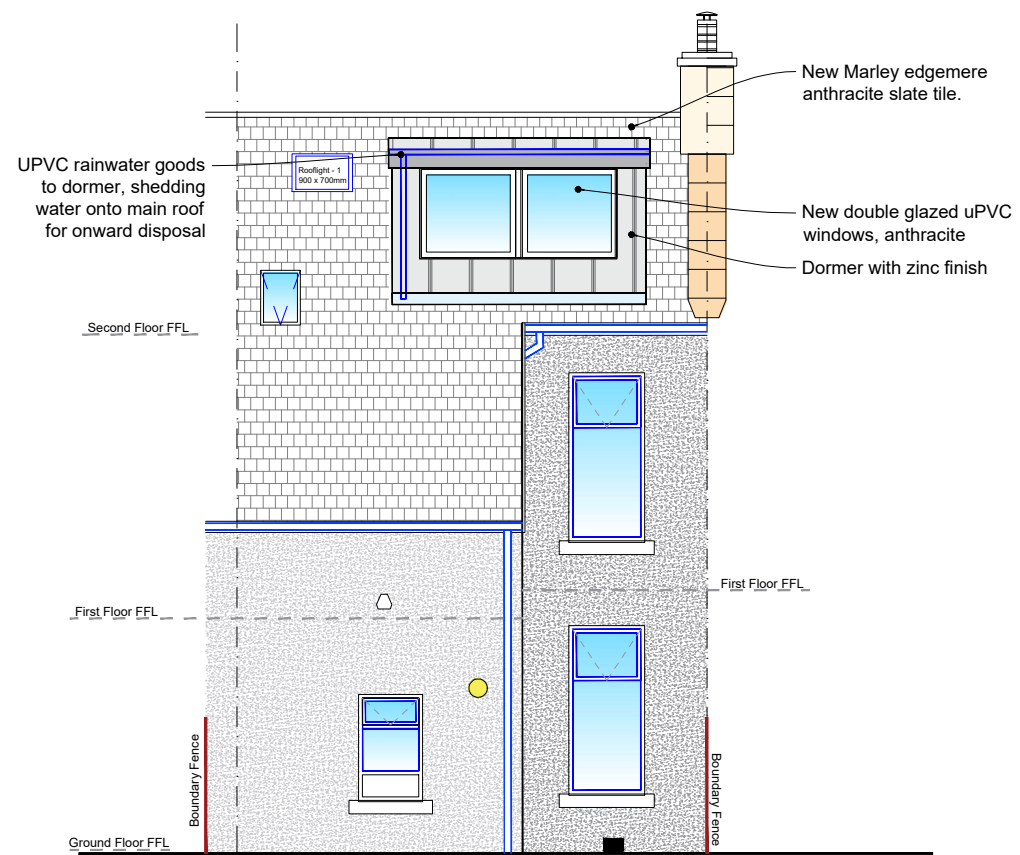 New Marley edgemere
anthracite slate tile.
UPVC rainwater goods
to dormer, shedding
water onto main roof
for onward disposal
Rooflight - 1
900 x 700mm
New double glazed uPVC
windows, anthracite
Dormer with zinc finish
Second Floor FFL
First Floor FFL
First Floor FFL
Boundary Fence
Boundary Fence
Ground Floor FFL